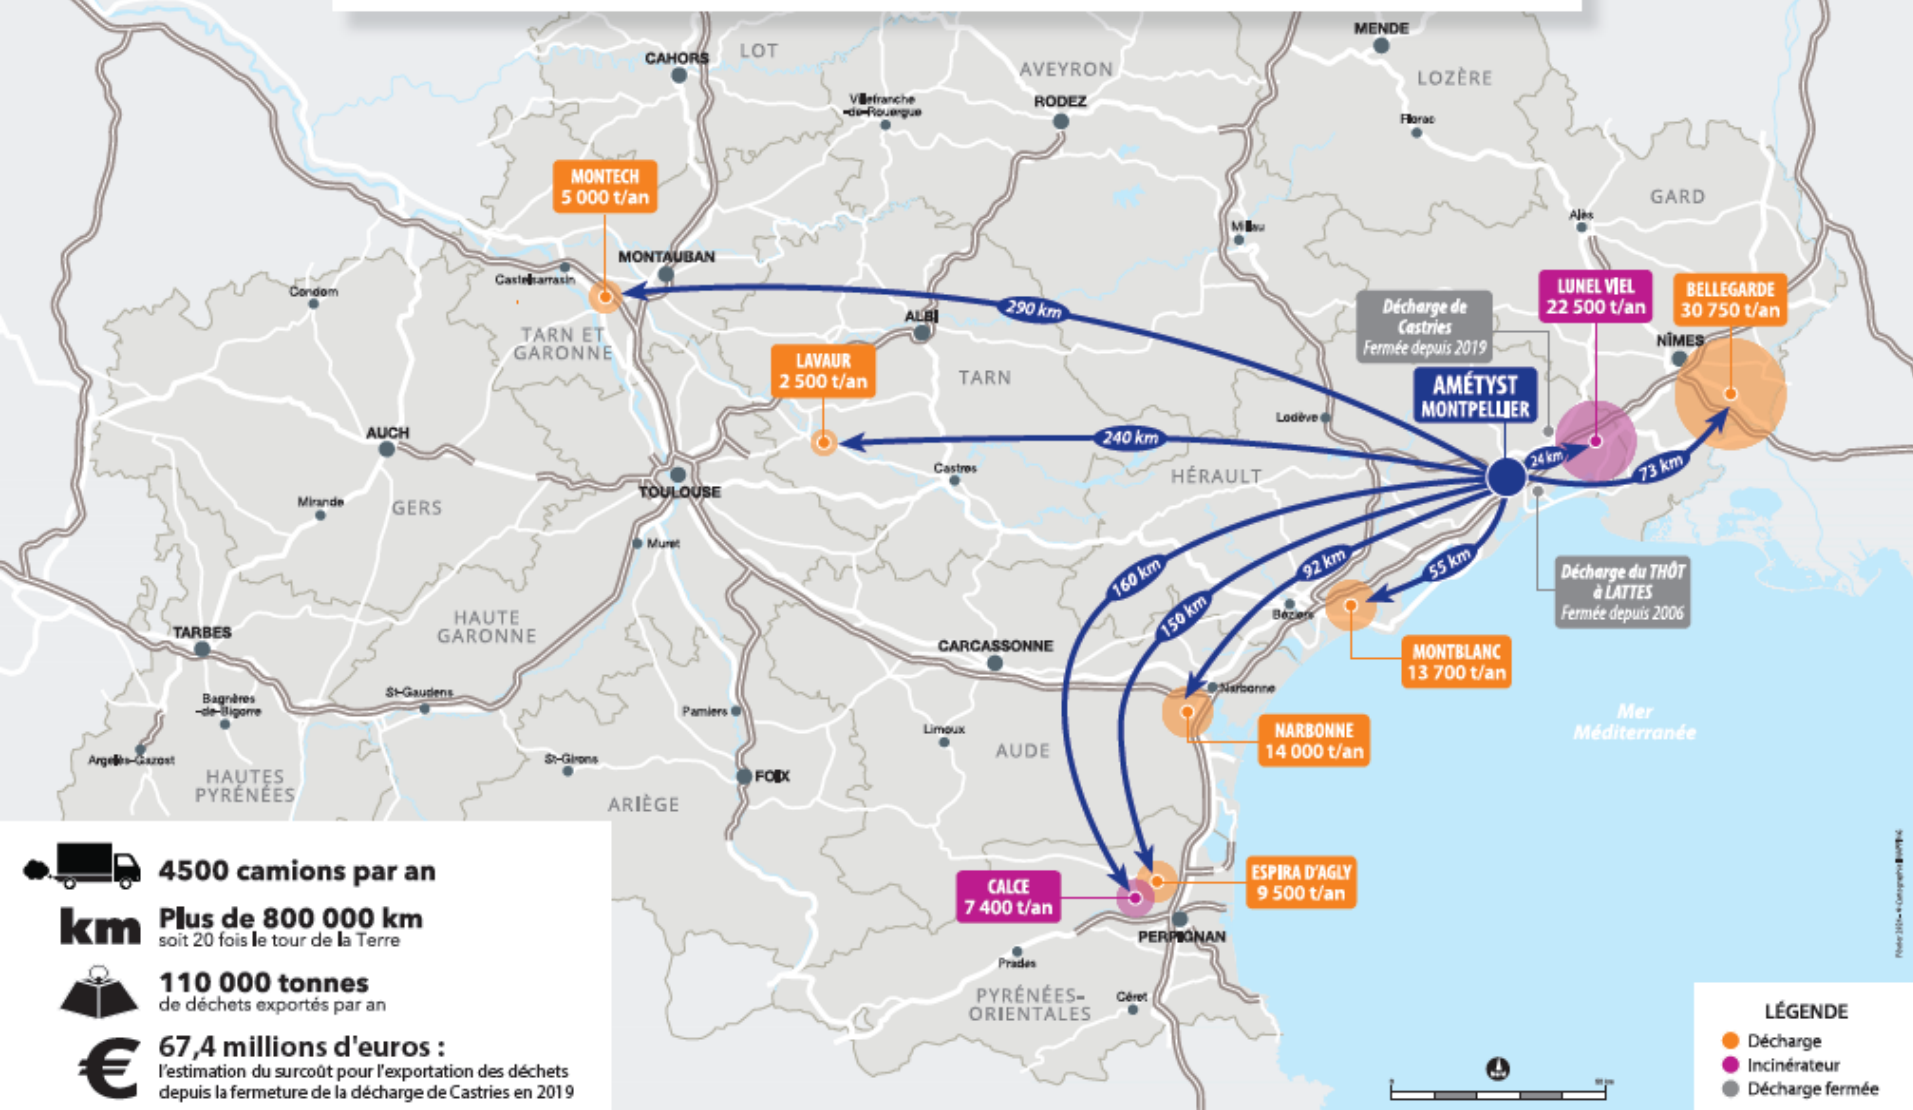 MENDE
CAHORS
LOT
AVEYRON
LOZÈRE
Villefranche
-de-Rouergue
RODEZ
Florac
MONTECH
5 000 t/an
GARD
Alès
Millau
MONTAUBAN
Castelsarrasin
Condom
290 km
ALBI
TARN ET
GARONNE
Décharge de
Castries
Fermée depuis 2019
LUNEL VIEL
22 500 t/an
BELLEGARDE
30 750 t/an
NÎMES
LAVAUR
2 500 t/an
TARN
AMÉTYST
MONTPELLIER
Lodève
AUCH
240 km
24 km
73 km
Castres
HÉRAULT
TOULOUSE
Mirande
GERS
Muret
160 km
92 km
55 km
150 km
Décharge du THÔT
à LATTES
Fermée depuis 2006
Béziers
HAUTE
GARONNE
TARBES
CARCASSONNE
MONTBLANC
13 700 t/an
Narbonne
St-Gaudens
Bagnères
-de-Bigorre
Pamiers
Mer
Méditerranée
NARBONNE
14 000 t/an
Limoux
AUDE
Argelès-Gazost
St-Girons
HAUTES
PYRÉNÉES
FOIX
ARIÈGE
4500 camions par an
ESPIRA D'AGLY
9 500 t/an
CALCE
7 400 t/an
km
Plus de 800 000 km
soit 20 fois le tour de la Terre
PERPIGNAN
Prades
110 000 tonnes
de déchets exportés par an
PYRÉNÉES-
ORIENTALES
Céret
€
67,4 millions d'euros :
l'estimation du surcoût pour l'exportation des déchets
depuis la fermeture de la décharge de Castries en 2019
LÉGENDE
Décharge
Incinérateur
Décharge fermée